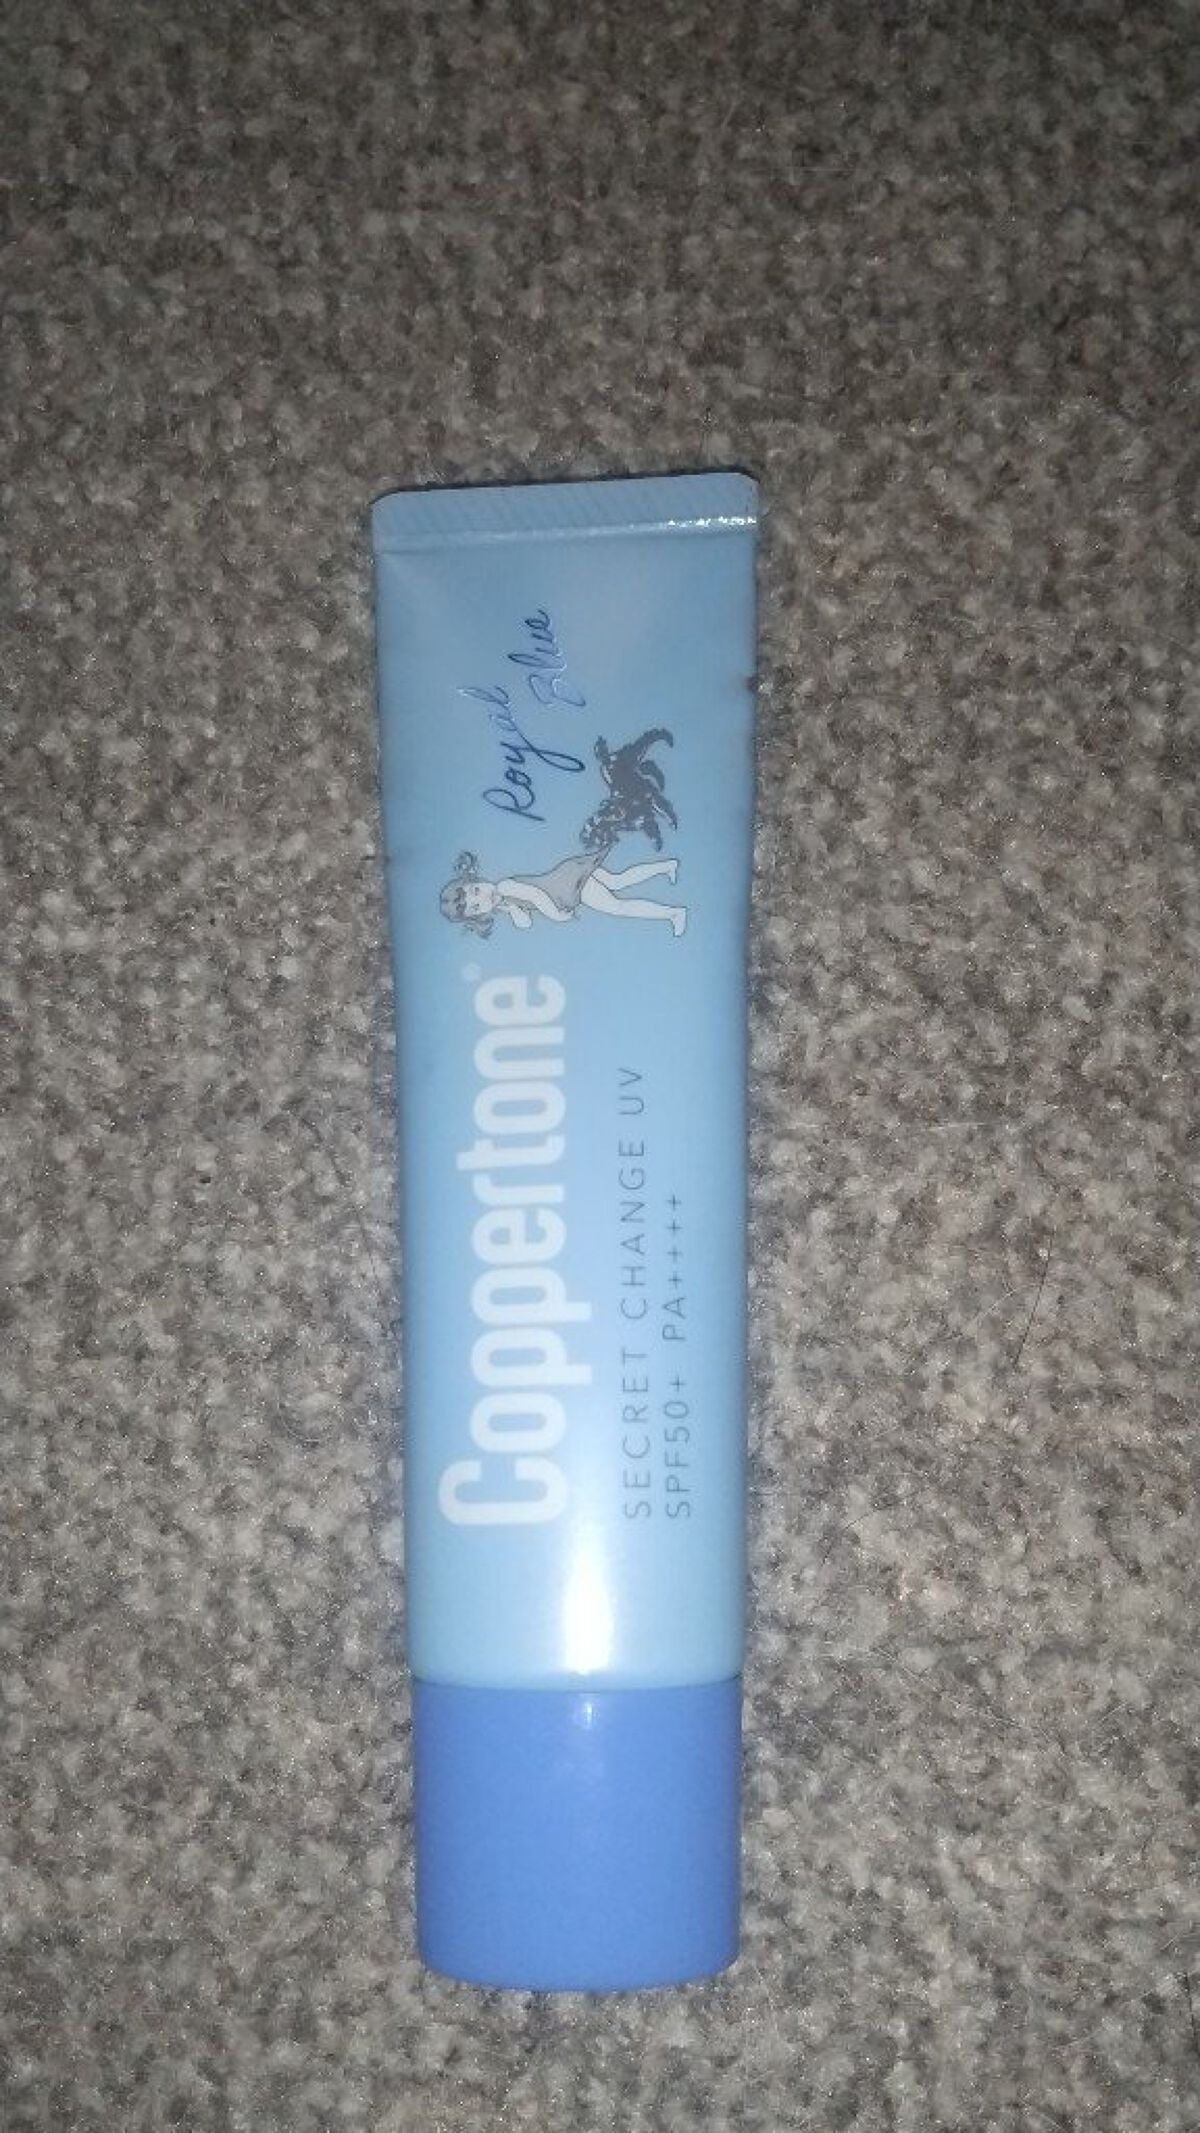 Coppertone®
Royal
Blue
SECRET CHANGE UV
SPF50+ PA++++